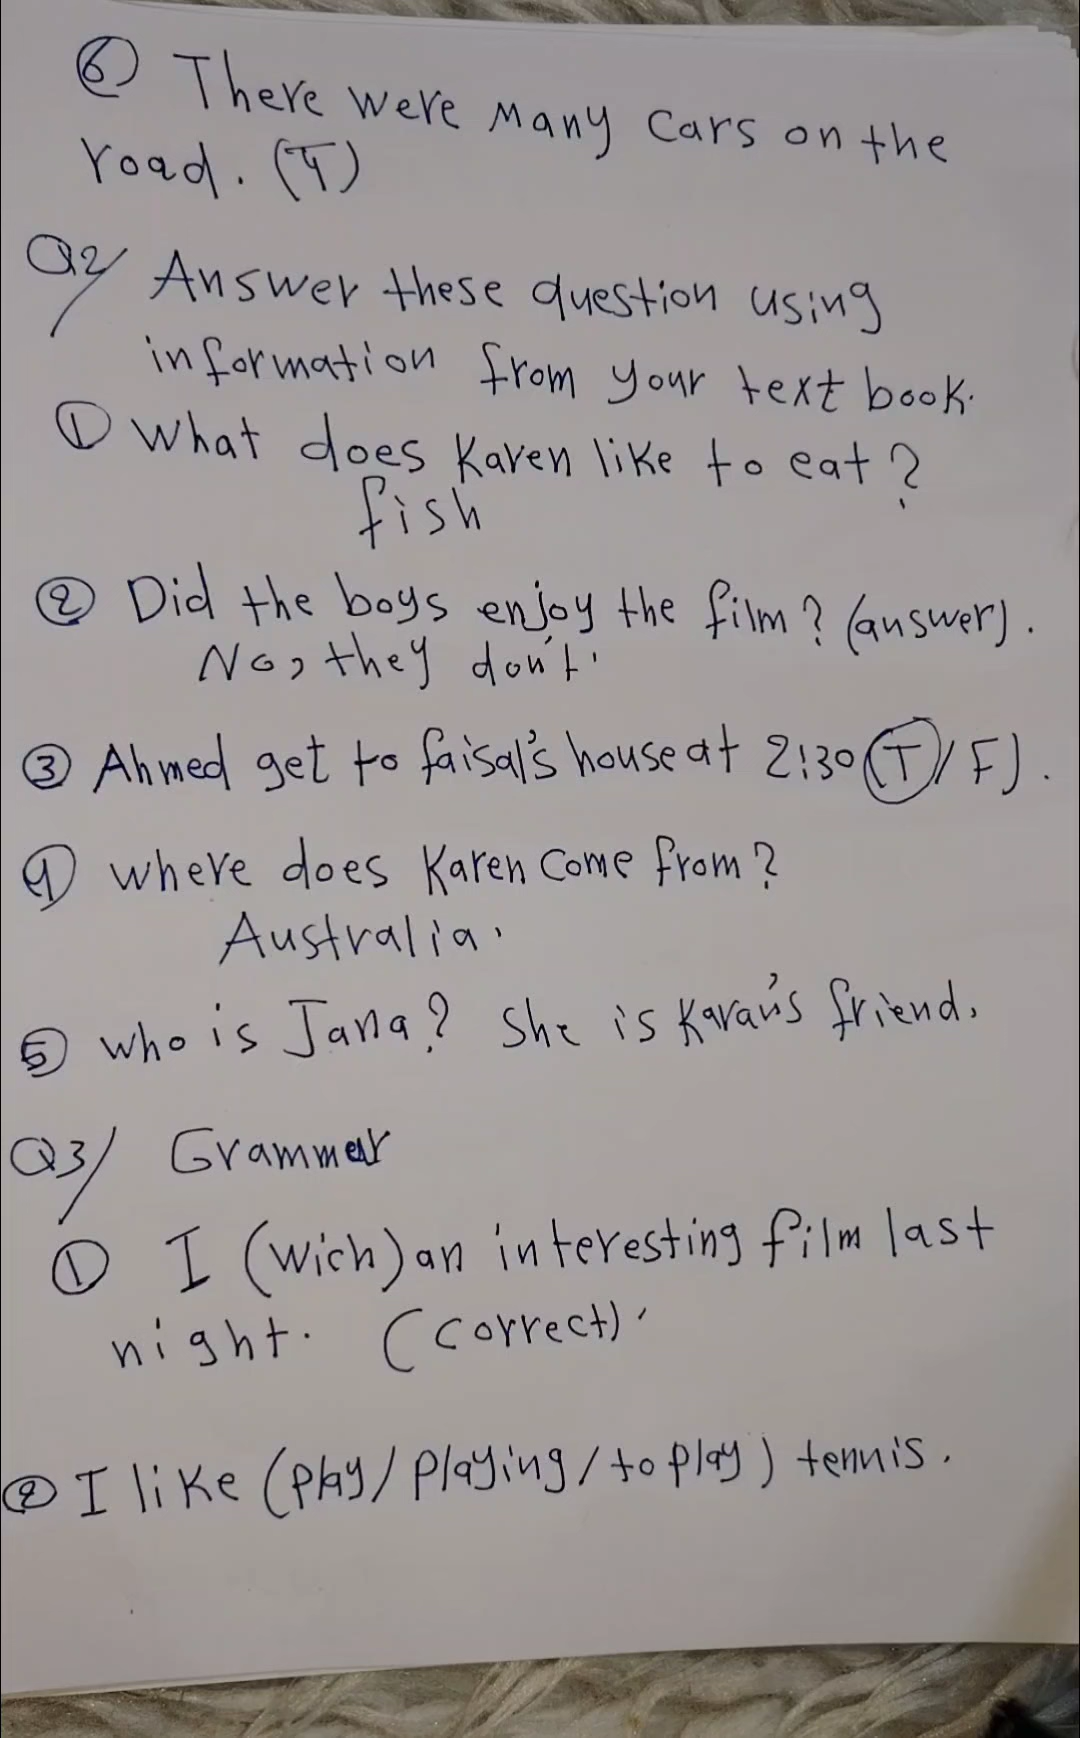 ⑥ There were many cars on the
road. (T)
Q2/ Answer these question using
information from your text book.
① What does Karen like to eat?
fish
② Did the boys enjoy the film? (answer).
No, they don't.
③ Ahmed get to faisal's house at 2:30 (T/F).
④ where does Karen come from?
Australia.
⑤ who is Jana? She is Karan's friend.
Q3/ Grammer
① I (wich) an interesting film last
night. (correct).
② I like (play/playing/to play) tennis.